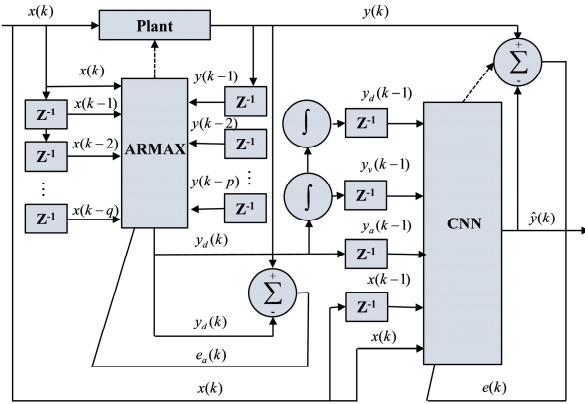 x(k)
Plant
y(k)
+
Σ
-
x(k)
y(k−1)
Z⁻¹
x(k−1)
Z⁻¹
y_d(k−1)
∫
Z⁻¹
y(k−2)
Z⁻¹
x(k−2)
ARMAX
Z⁻¹
⋮
y(k−p)
⋮
y_v(k−1)
Z⁻¹
x(k−q)
Z⁻¹
∫
Z⁻¹
CNN
ŷ(k)
y_d(k)
y_a(k−1)
Z⁻¹
+
Σ
-
x(k−1)
Z⁻¹
y_d(k)
x(k)
e_a(k)
x(k)
e(k)